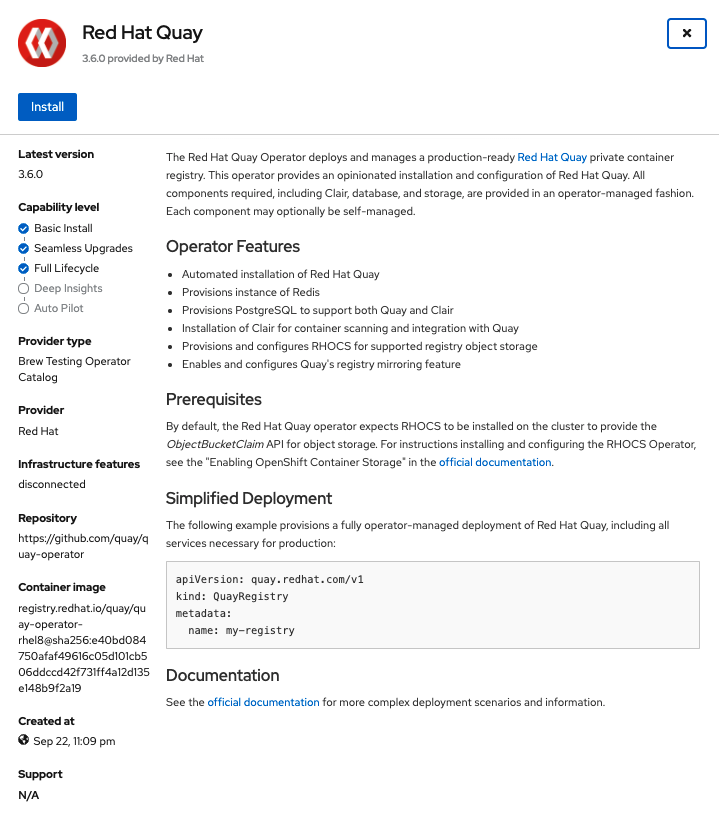 Red Hat Quay
3.6.0 provided by Red Hat
Install
Latest version
3.6.0
Capability level
Basic Install
Seamless Upgrades
Full Lifecycle
Deep Insights
Auto Pilot
Provider type
Brew Testing Operator
Catalog
Provider
Red Hat
Infrastructure features
disconnected
Repository
https://github.com/quay/q
uay-operator
Container image
registry.redhat.io/quay/qu
ay-operator-
rhel8@sha256:e40bd084
750afaf49616c05d101cb5
06ddccd42f731ff4a12d135
e148b9f2a19
Created at
Sep 22, 11:09 pm
Support
N/A
The Red Hat Quay Operator deploys and manages a production-ready Red Hat Quay private container
registry. This operator provides an opinionated installation and configuration of Red Hat Quay. All
components required, including Clair, database, and storage, are provided in an operator-managed fashion.
Each component may optionally be self-managed.
Operator Features
• Automated installation of Red Hat Quay
• Provisions instance of Redis
• Provisions PostgreSQL to support both Quay and Clair
• Installation of Clair for container scanning and integration with Quay
• Provisions and configures RHOCS for supported registry object storage
• Enables and configures Quay's registry mirroring feature
Prerequisites
By default, the Red Hat Quay operator expects RHOCS to be installed on the cluster to provide the
ObjectBucketClaim API for object storage. For instructions installing and configuring the RHOCS Operator,
see the "Enabling OpenShift Container Storage" in the official documentation.
Simplified Deployment
The following example provisions a fully operator-managed deployment of Red Hat Quay, including all
services necessary for production:
apiVersion: quay.redhat.com/v1
kind: QuayRegistry
metadata:
  name: my-registry
Documentation
See the official documentation for more complex deployment scenarios and information.